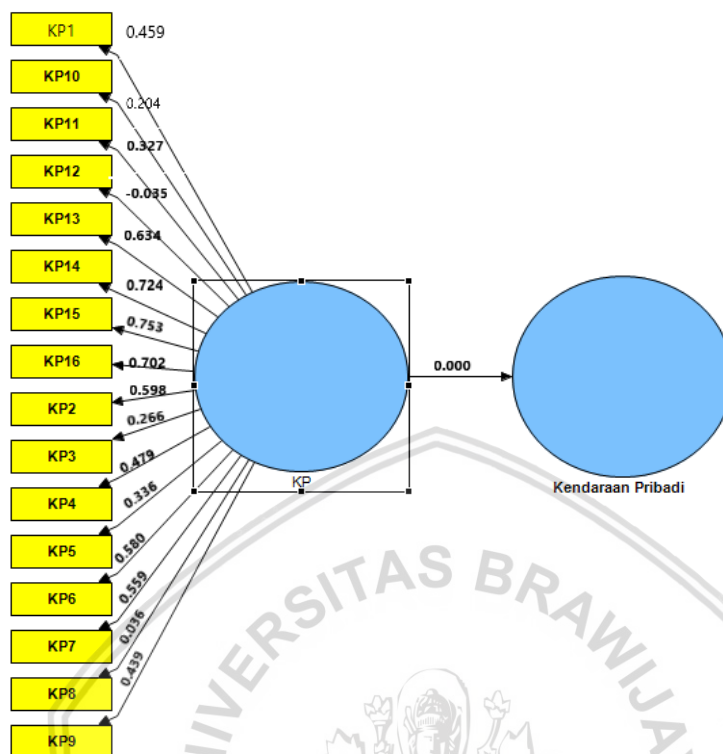 KP1
0.459
KP10
0.204
KP11
0.327
KP12
-0.035
KP13
0.634
KP14
0.724
KP15
0.753
KP16
0.702
KP2
0.598
KP3
0.266
KP4
0.479
KP5
0.336
KP6
0.580
KP7
0.559
KP8
0.036
KP9
0.439
KP
0.000
Kendaraan Pribadi
UNIVERSITAS BRAWIJA